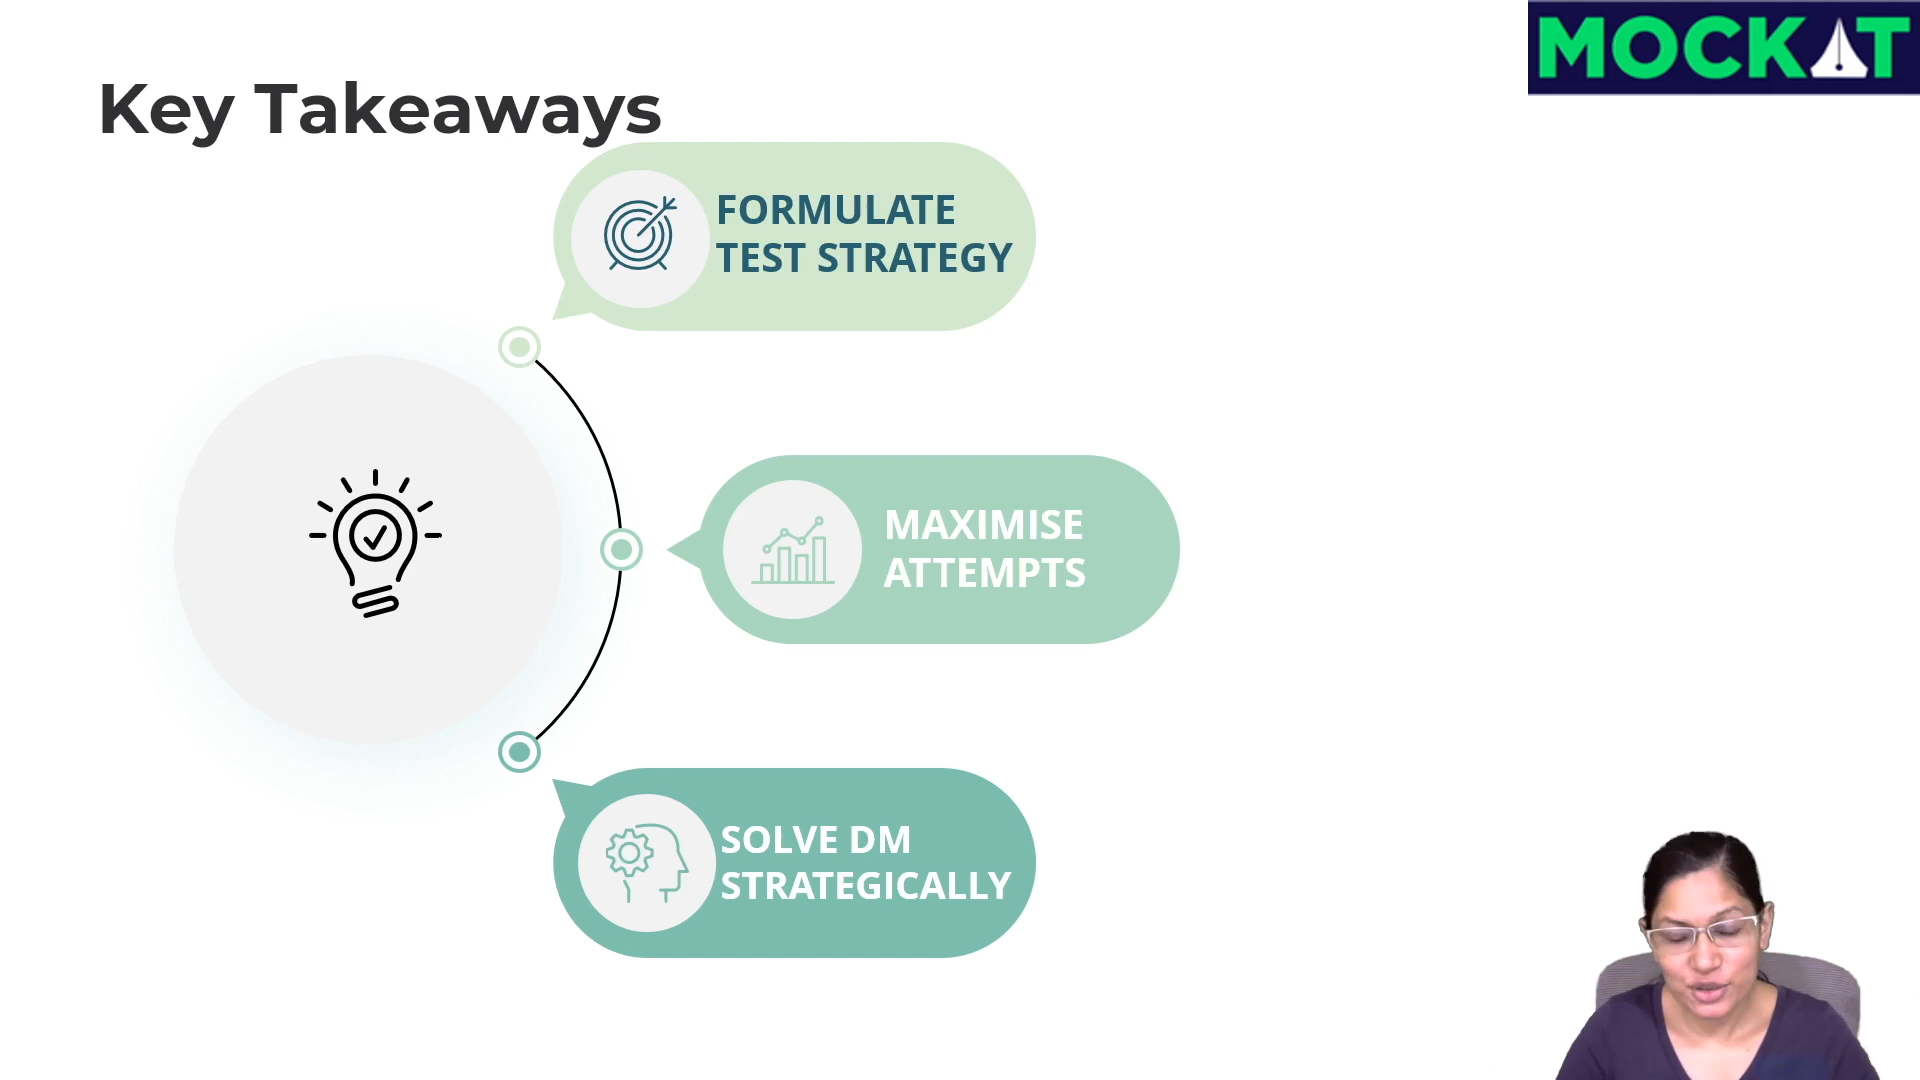 Key Takeaways
MOCKAT
FORMULATE
TEST STRATEGY
MAXIMISE
ATTEMPTS
SOLVE DM
STRATEGICALLY